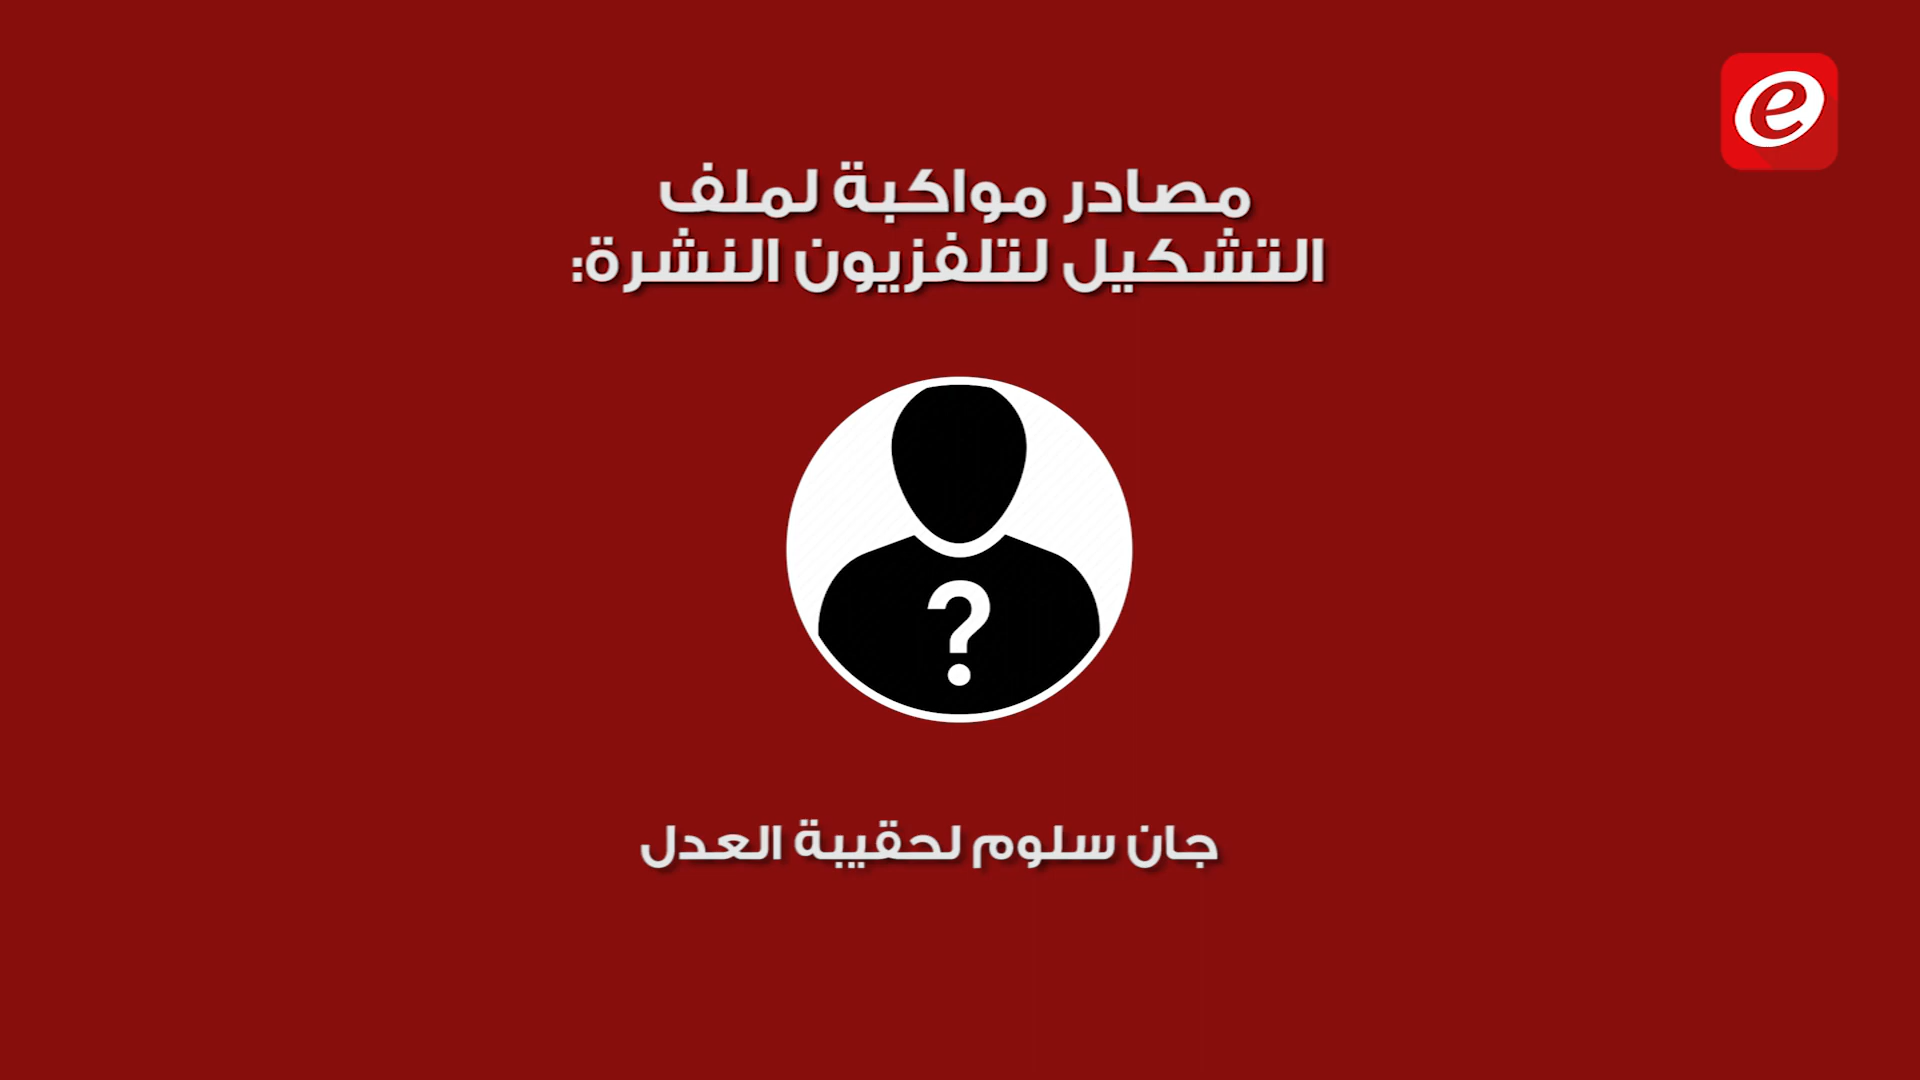 مصادر مواكبة لملف
التشكيل لتلفزيون النشرة:
?
جان سلوم لحقيبة العدل
e